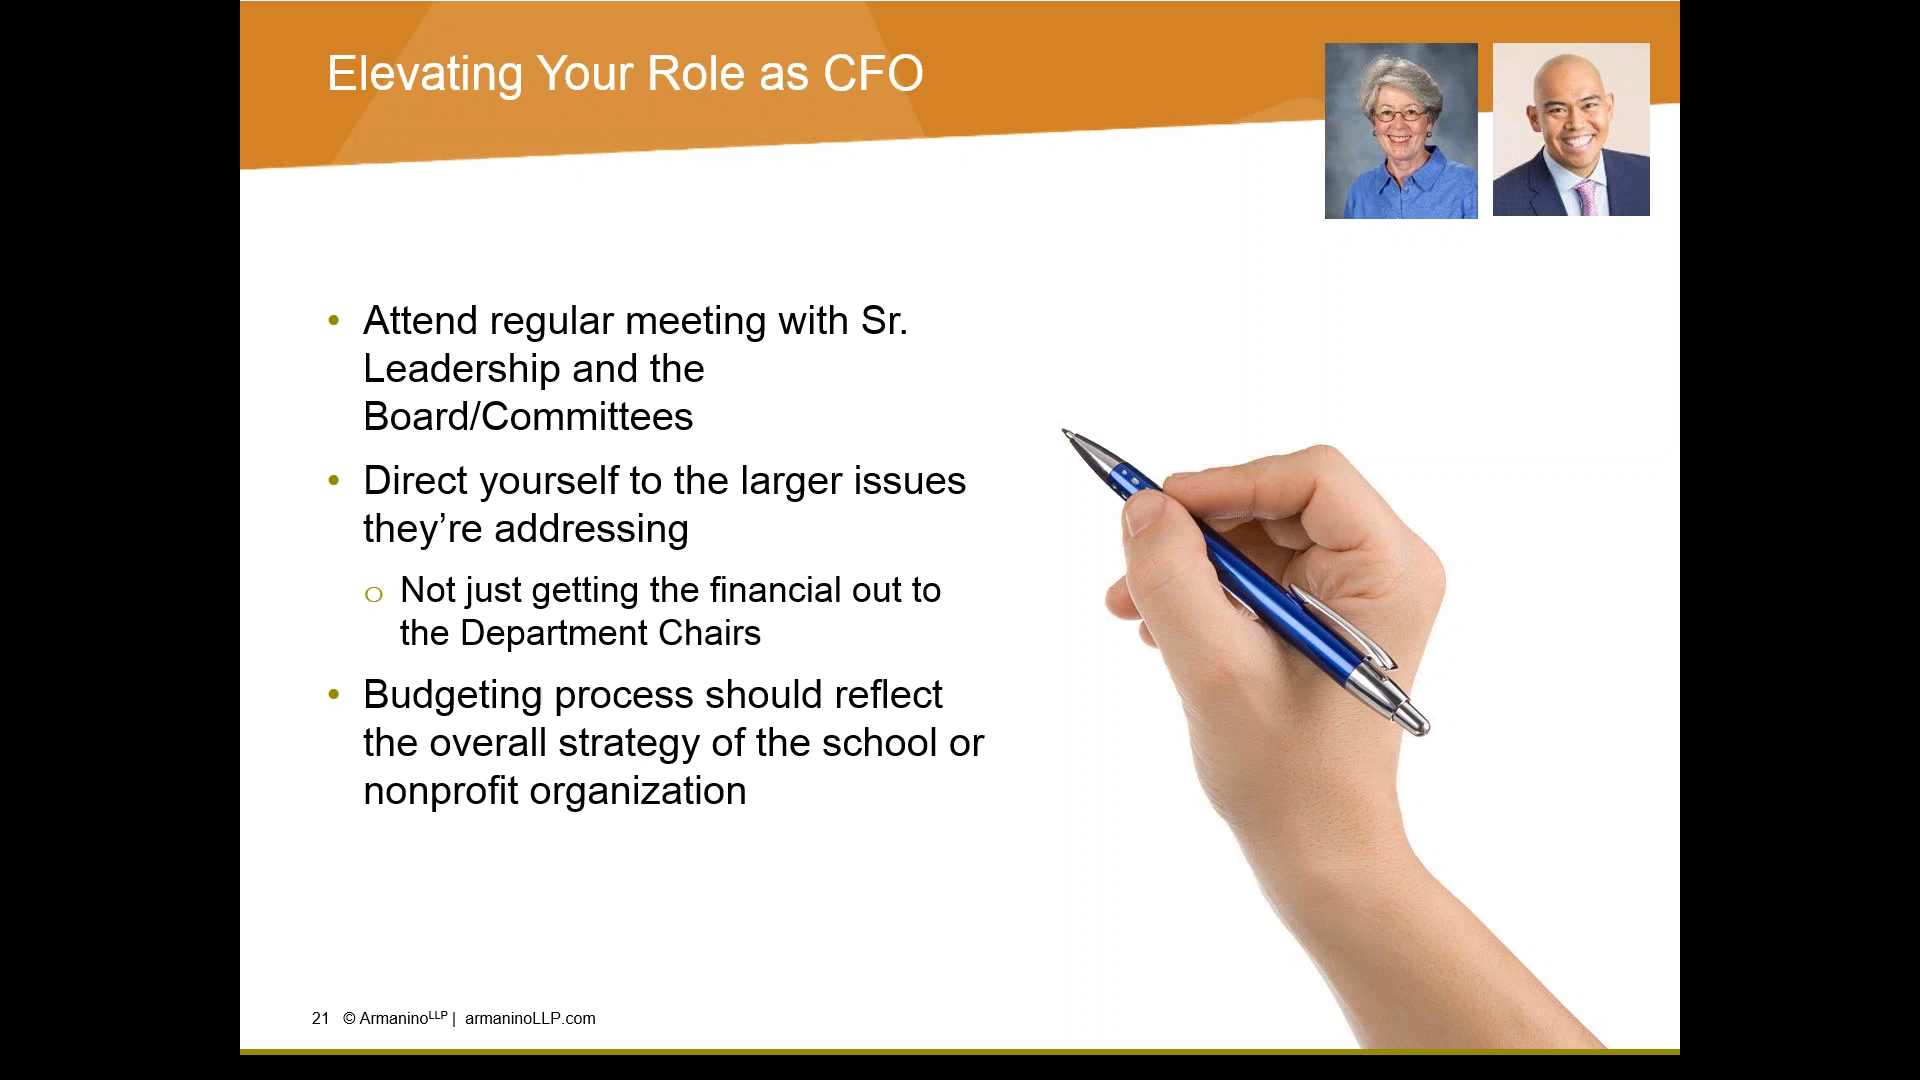 Elevating Your Role as CFO
• Attend regular meeting with Sr.
Leadership and the
Board/Committees
• Direct yourself to the larger issues
they’re addressing
o Not just getting the financial out to
the Department Chairs
• Budgeting process should reflect
the overall strategy of the school or
nonprofit organization
21 © ArmaninoLLP | armaninoLLP.com